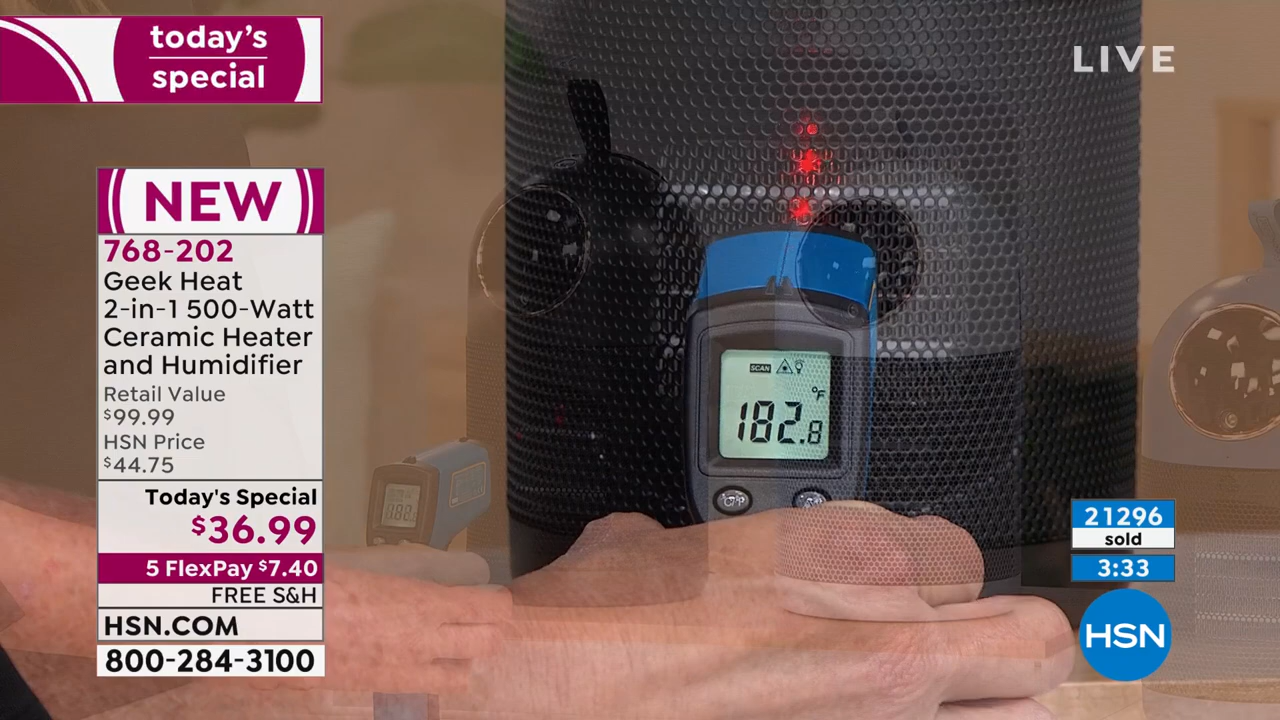 today's
special
LIVE
NEW
768-202
Geek Heat
2-in-1 500-Watt
Ceramic Heater
and Humidifier
Retail Value
$99.99
HSN Price
$44.75
Today's Special
$36.99
5 FlexPay $7.40
FREE S&H
HSN.COM
800-284-3100
SCAN
°F
182.8
182
21296
sold
3:33
HSN